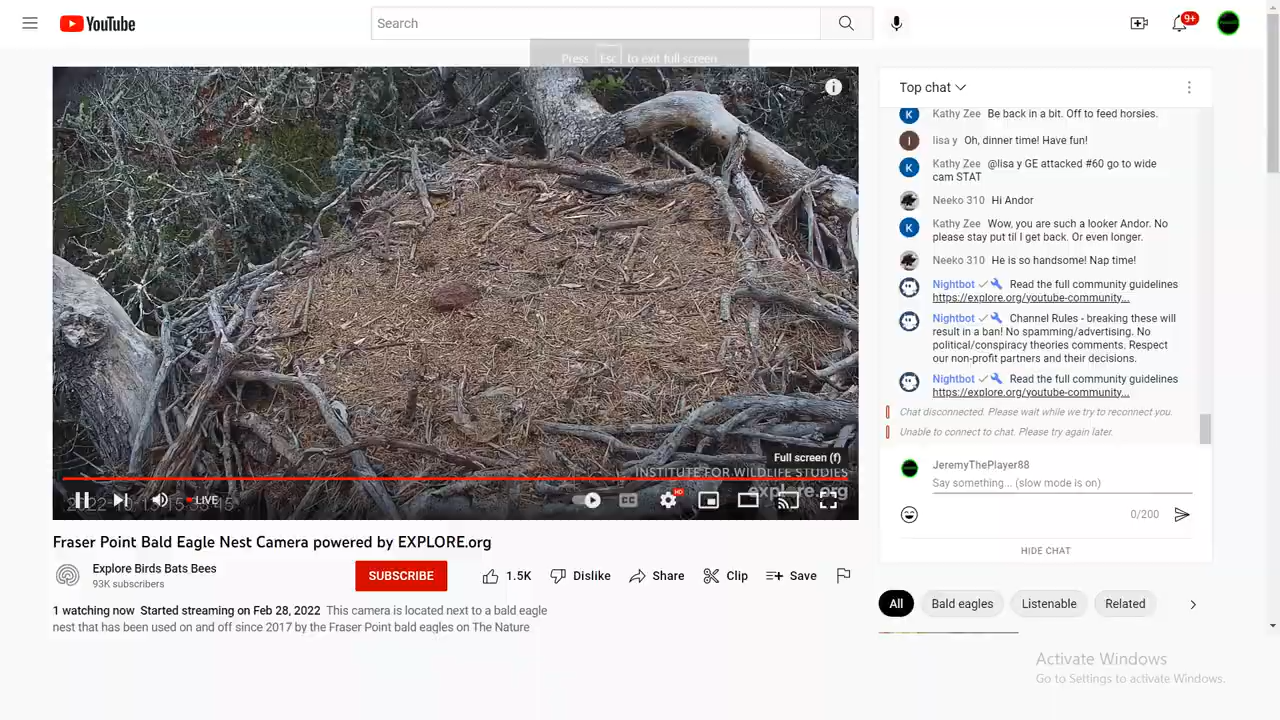 YouTube
Search
9+
Press Esc to exit full screen
Top chat
Kathy Zee Be back in a bit. Off to feed horsies.
lisa y Oh, dinner time! Have fun!
Kathy Zee @lisa y GE attacked #60 go to wide
cam STAT
Neeko 310 Hi Andor
Kathy Zee Wow, you are such a looker Andor. No
please stay put til I get back. Or even longer.
Neeko 310 He is so handsome! Nap time!
Nightbot Read the full community guidelines
https://explore.org/youtube-community...
Nightbot Channel Rules - breaking these will
result in a ban! No spamming/advertising. No
political/conspiracy theories comments. Respect
our non-profit partners and their decisions.
Nightbot Read the full community guidelines
https://explore.org/youtube-community...
Chat disconnected. Please wait while we try to reconnect you.
Unable to connect to chat. Please try again later.
JeremyThePlayer88
Say something... (slow mode is on)
0/200
HIDE CHAT
Full screen (f)
INSTITUTE FOR WILDLIFE STUDIES
explore.org
LIVE
CC
HD
Fraser Point Bald Eagle Nest Camera powered by EXPLORE.org
Explore Birds Bats Bees
93K subscribers
SUBSCRIBE
1.5K
Dislike
Share
Clip
Save
1 watching now Started streaming on Feb 28, 2022 This camera is located next to a bald eagle
nest that has been used on and off since 2017 by the Fraser Point bald eagles on The Nature
All
Bald eagles
Listenable
Related
Activate Windows
Go to Settings to activate Windows.